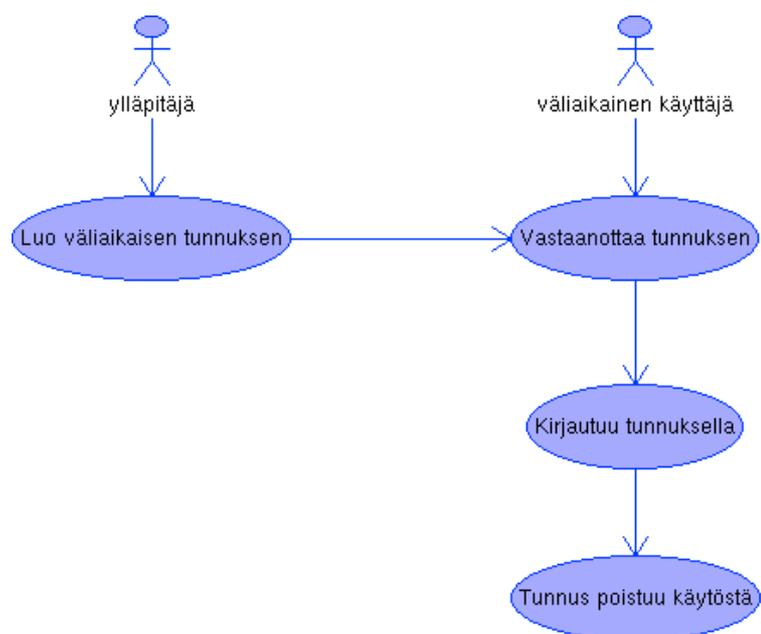 ylläpitäjä
väliaikainen käyttäjä
Luo väliaikaisen tunnuksen
Vastaanottaa tunnuksen
Kirjautuu tunnuksella
Tunnus poistuu käytöstä